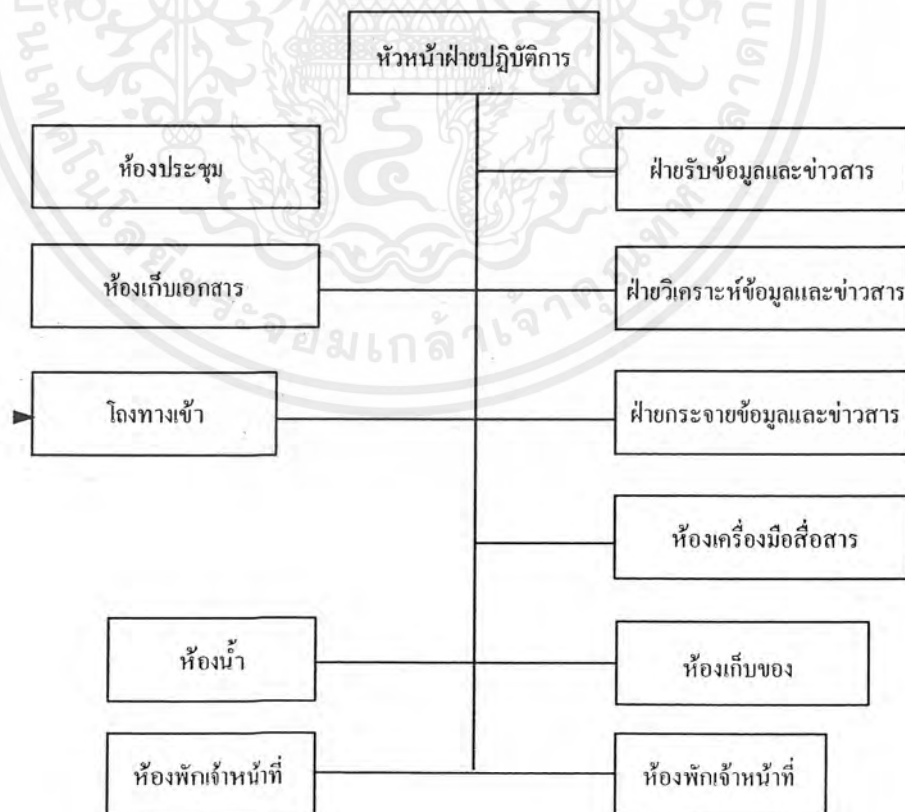 หัวหน้าฝ่ายปฏิบัติการ
ห้องประชุม
ฝ่ายรับข้อมูลและข่าวสาร
ห้องเก็บเอกสาร
ฝ่ายวิเคราะห์ข้อมูลและข่าวสาร
โถงทางเข้า
ฝ่ายกระจายข้อมูลและข่าวสาร
ห้องเครื่องมือสื่อสาร
ห้องน้ำ
ห้องเก็บของ
ห้องพักเจ้าหน้าที่
ห้องพักเจ้าหน้าที่